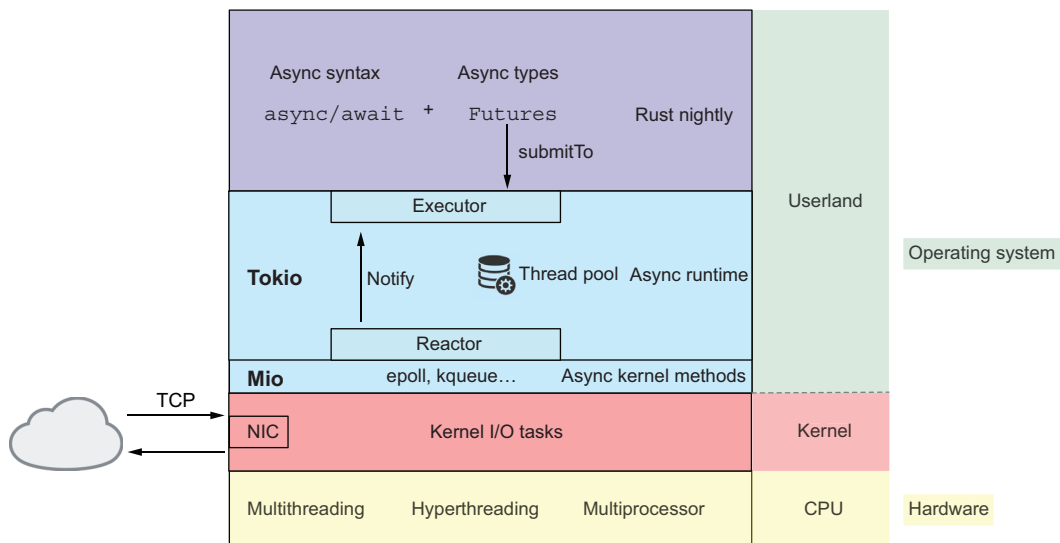 Async syntax
Async types
async/await + Futures
Rust nightly
submitTo
Executor
Userland
Operating system
Tokio
Notify
Thread pool
Async runtime
Reactor
Mio
epoll, kqueue…
Async kernel methods
TCP
NIC
Kernel I/O tasks
Kernel
Multithreading
Hyperthreading
Multiprocessor
CPU
Hardware